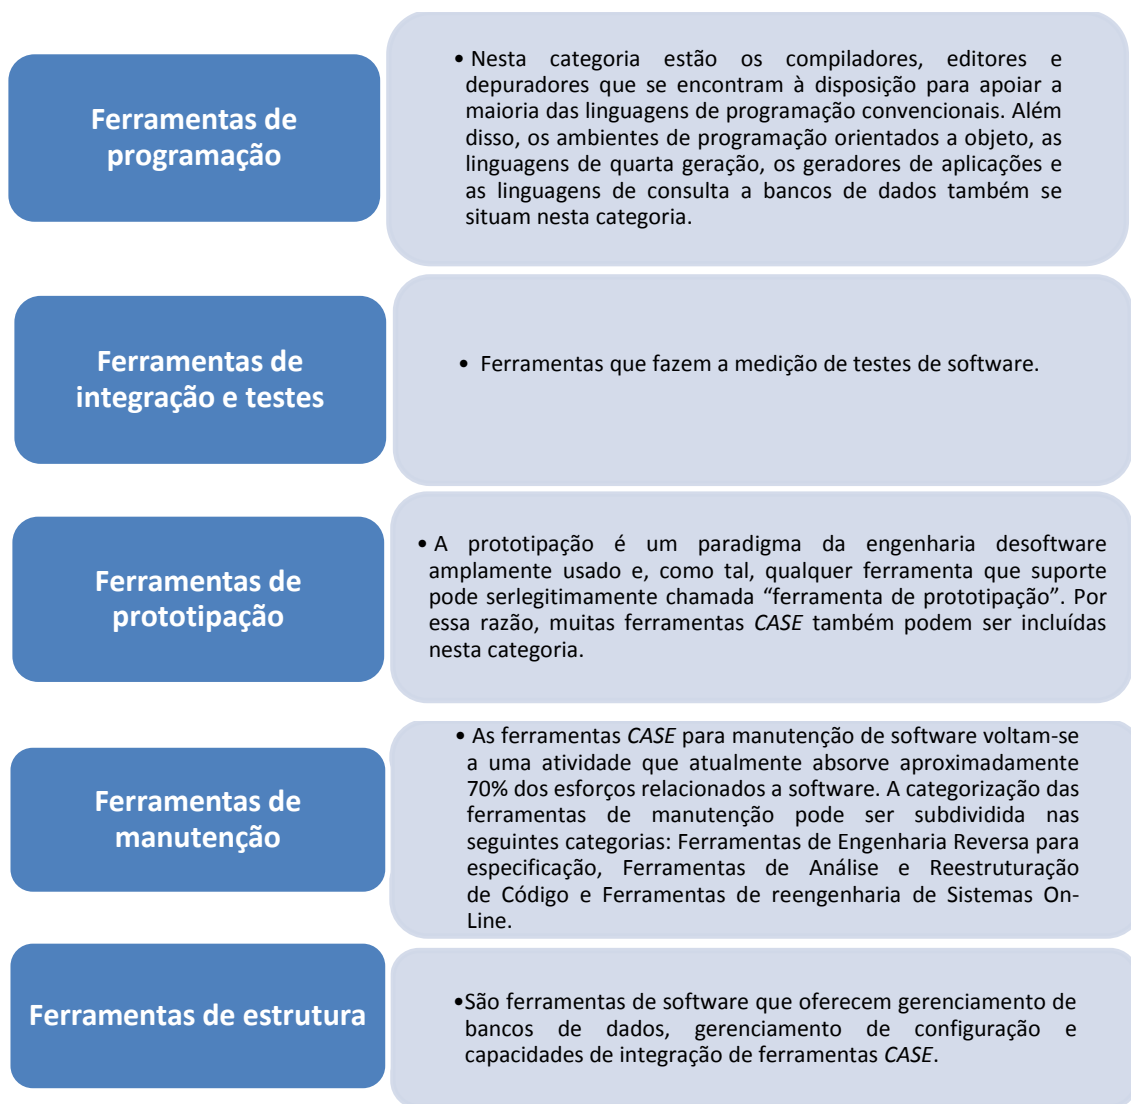 Ferramentas de
programação
• Nesta categoria estão os compiladores, editores e
depuradores que se encontram à disposição para apoiar a
maioria das linguagens de programação convencionais. Além
disso, os ambientes de programação orientados a objeto, as
linguagens de quarta geração, os geradores de aplicações e
as linguagens de consulta a bancos de dados também se
situam nesta categoria.
Ferramentas de
integração e testes
• Ferramentas que fazem a medição de testes de software.
Ferramentas de
prototipação
• A prototipação é um paradigma da engenharia desoftware
amplamente usado e, como tal, qualquer ferramenta que suporte
pode serlegitimamente chamada “ferramenta de prototipação”. Por
essa razão, muitas ferramentas CASE também podem ser incluídas
nesta categoria.
Ferramentas de
manutenção
• As ferramentas CASE para manutenção de software voltam-se
a uma atividade que atualmente absorve aproximadamente
70% dos esforços relacionados a software. A categorização das
ferramentas de manutenção pode ser subdividida nas
seguintes categorias: Ferramentas de Engenharia Reversa para
especificação, Ferramentas de Análise e Reestruturação
de Código e Ferramentas de reengenharia de Sistemas On-
Line.
Ferramentas de estrutura
•São ferramentas de software que oferecem gerenciamento de
bancos de dados, gerenciamento de configuração e
capacidades de integração de ferramentas CASE.